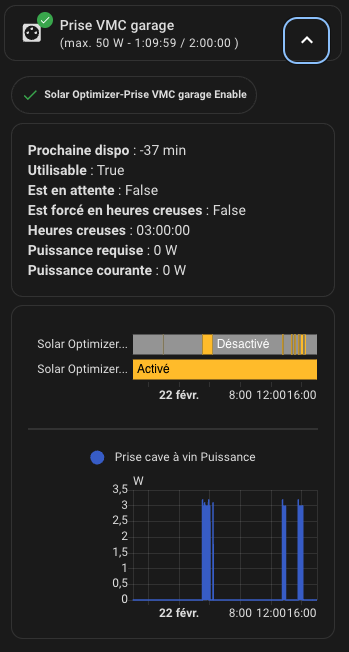 Prise VMC garage
(max. 50 W - 1:09:59 / 2:00:00 )
Solar Optimizer-Prise VMC garage Enable
Prochaine dispo : -37 min
Utilisable : True
Est en attente : False
Est forcé en heures creuses : False
Heures creuses : 03:00:00
Puissance requise : 0 W
Puissance courante : 0 W
Solar Optimizer... Désactivé
Solar Optimizer... Activé
22 févr. 8:00 12:00 16:00
Prise cave à vin Puissance
W
3,5
3
2,5
2
1,5
1
0,5
0
22 févr. 8:00 12:00 16:00